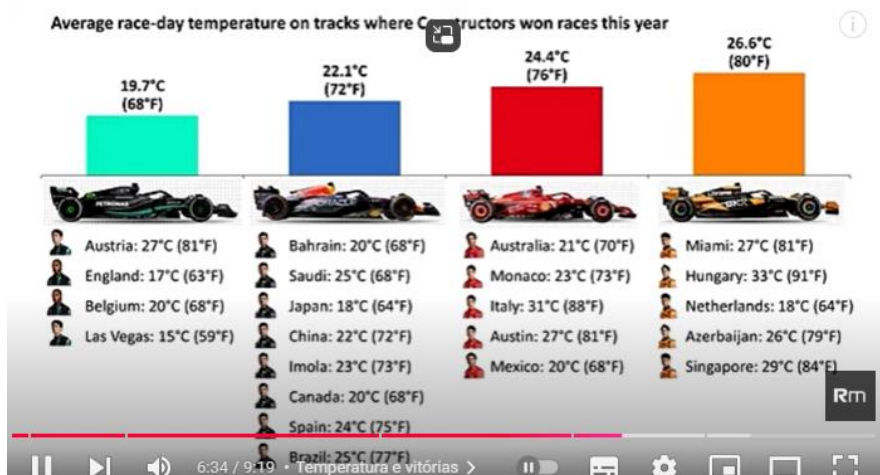 Average race-day temperature on tracks where Constructors won races this year
19.7°C
(68°F)
22.1°C
(72°F)
24.4°C
(76°F)
26.6°C
(80°F)
PETRONAS
Austria: 27°C (81°F)
England: 17°C (63°F)
Belgium: 20°C (68°F)
Las Vegas: 15°C (59°F)
ORACLE
Bahrain: 20°C (68°F)
Saudi: 25°C (68°F)
Japan: 18°C (64°F)
China: 22°C (72°F)
Imola: 23°C (73°F)
Canada: 20°C (68°F)
Spain: 24°C (75°F)
Brazil: 25°C (77°F)
Australia: 21°C (70°F)
Monaco: 23°C (73°F)
Italy: 31°C (88°F)
Austin: 27°C (81°F)
Mexico: 20°C (68°F)
Miami: 27°C (81°F)
Hungary: 33°C (91°F)
Netherlands: 18°C (64°F)
Azerbaijan: 26°C (79°F)
Singapore: 29°C (84°F)
Rm
6:34 / 9:19 • Temperatura e vitórias